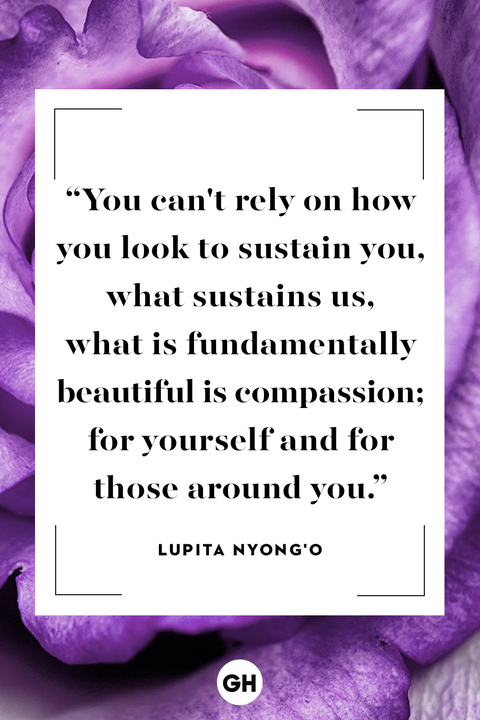 “You can't rely on how
you look to sustain you,
what sustains us,
what is fundamentally
beautiful is compassion;
for yourself and for
those around you.”
LUPITA NYONG'O
GH